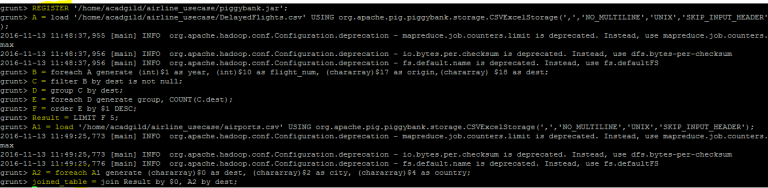 grunt> REGISTER '/home/acadgild/airline_usecase/piggybank.jar';
grunt> A = load '/home/acadgild/airline_usecase/DelayedFlights.csv' USING org.apache.pig.piggybank.storage.CSVExcelStorage(',','NO_MULTILINE','UNIX','SKIP_INPUT_HEADER'
);
2016-11-13 11:48:37,955 [main] INFO  org.apache.hadoop.conf.Configuration.deprecation - mapreduce.job.counters.limit is deprecated. Instead, use mapreduce.job.counters.
max
2016-11-13 11:48:37,956 [main] INFO  org.apache.hadoop.conf.Configuration.deprecation - io.bytes.per.checksum is deprecated. Instead, use dfs.bytes-per-checksum
2016-11-13 11:48:37,956 [main] INFO  org.apache.hadoop.conf.Configuration.deprecation - fs.default.name is deprecated. Instead, use fs.defaultFS
grunt> B = foreach A generate (int)$1 as year, (int)$10 as flight_num, (chararray)$17 as origin,(chararray) $18 as dest;
grunt> C = filter B by dest is not null;
grunt> D = group C by dest;
grunt> E = foreach D generate group, COUNT(C.dest);
grunt> F = order E by $1 DESC;
grunt> Result = LIMIT F 5;
grunt> A1 = load '/home/acadgild/airline_usecase/airports.csv' USING org.apache.pig.piggybank.storage.CSVExcelStorage(',','NO_MULTILINE','UNIX','SKIP_INPUT_HEADER');
2016-11-13 11:49:25,773 [main] INFO  org.apache.hadoop.conf.Configuration.deprecation - mapreduce.job.counters.limit is deprecated. Instead, use mapreduce.job.counters.
max
2016-11-13 11:49:25,773 [main] INFO  org.apache.hadoop.conf.Configuration.deprecation - io.bytes.per.checksum is deprecated. Instead, use dfs.bytes-per-checksum
2016-11-13 11:49:25,776 [main] INFO  org.apache.hadoop.conf.Configuration.deprecation - fs.default.name is deprecated. Instead, use fs.defaultFS
grunt> A2 = foreach A1 generate (chararray)$0 as dest, (chararray)$2 as city, (chararray)$4 as country;
grunt> joined_table = join Result by $0, A2 by dest;